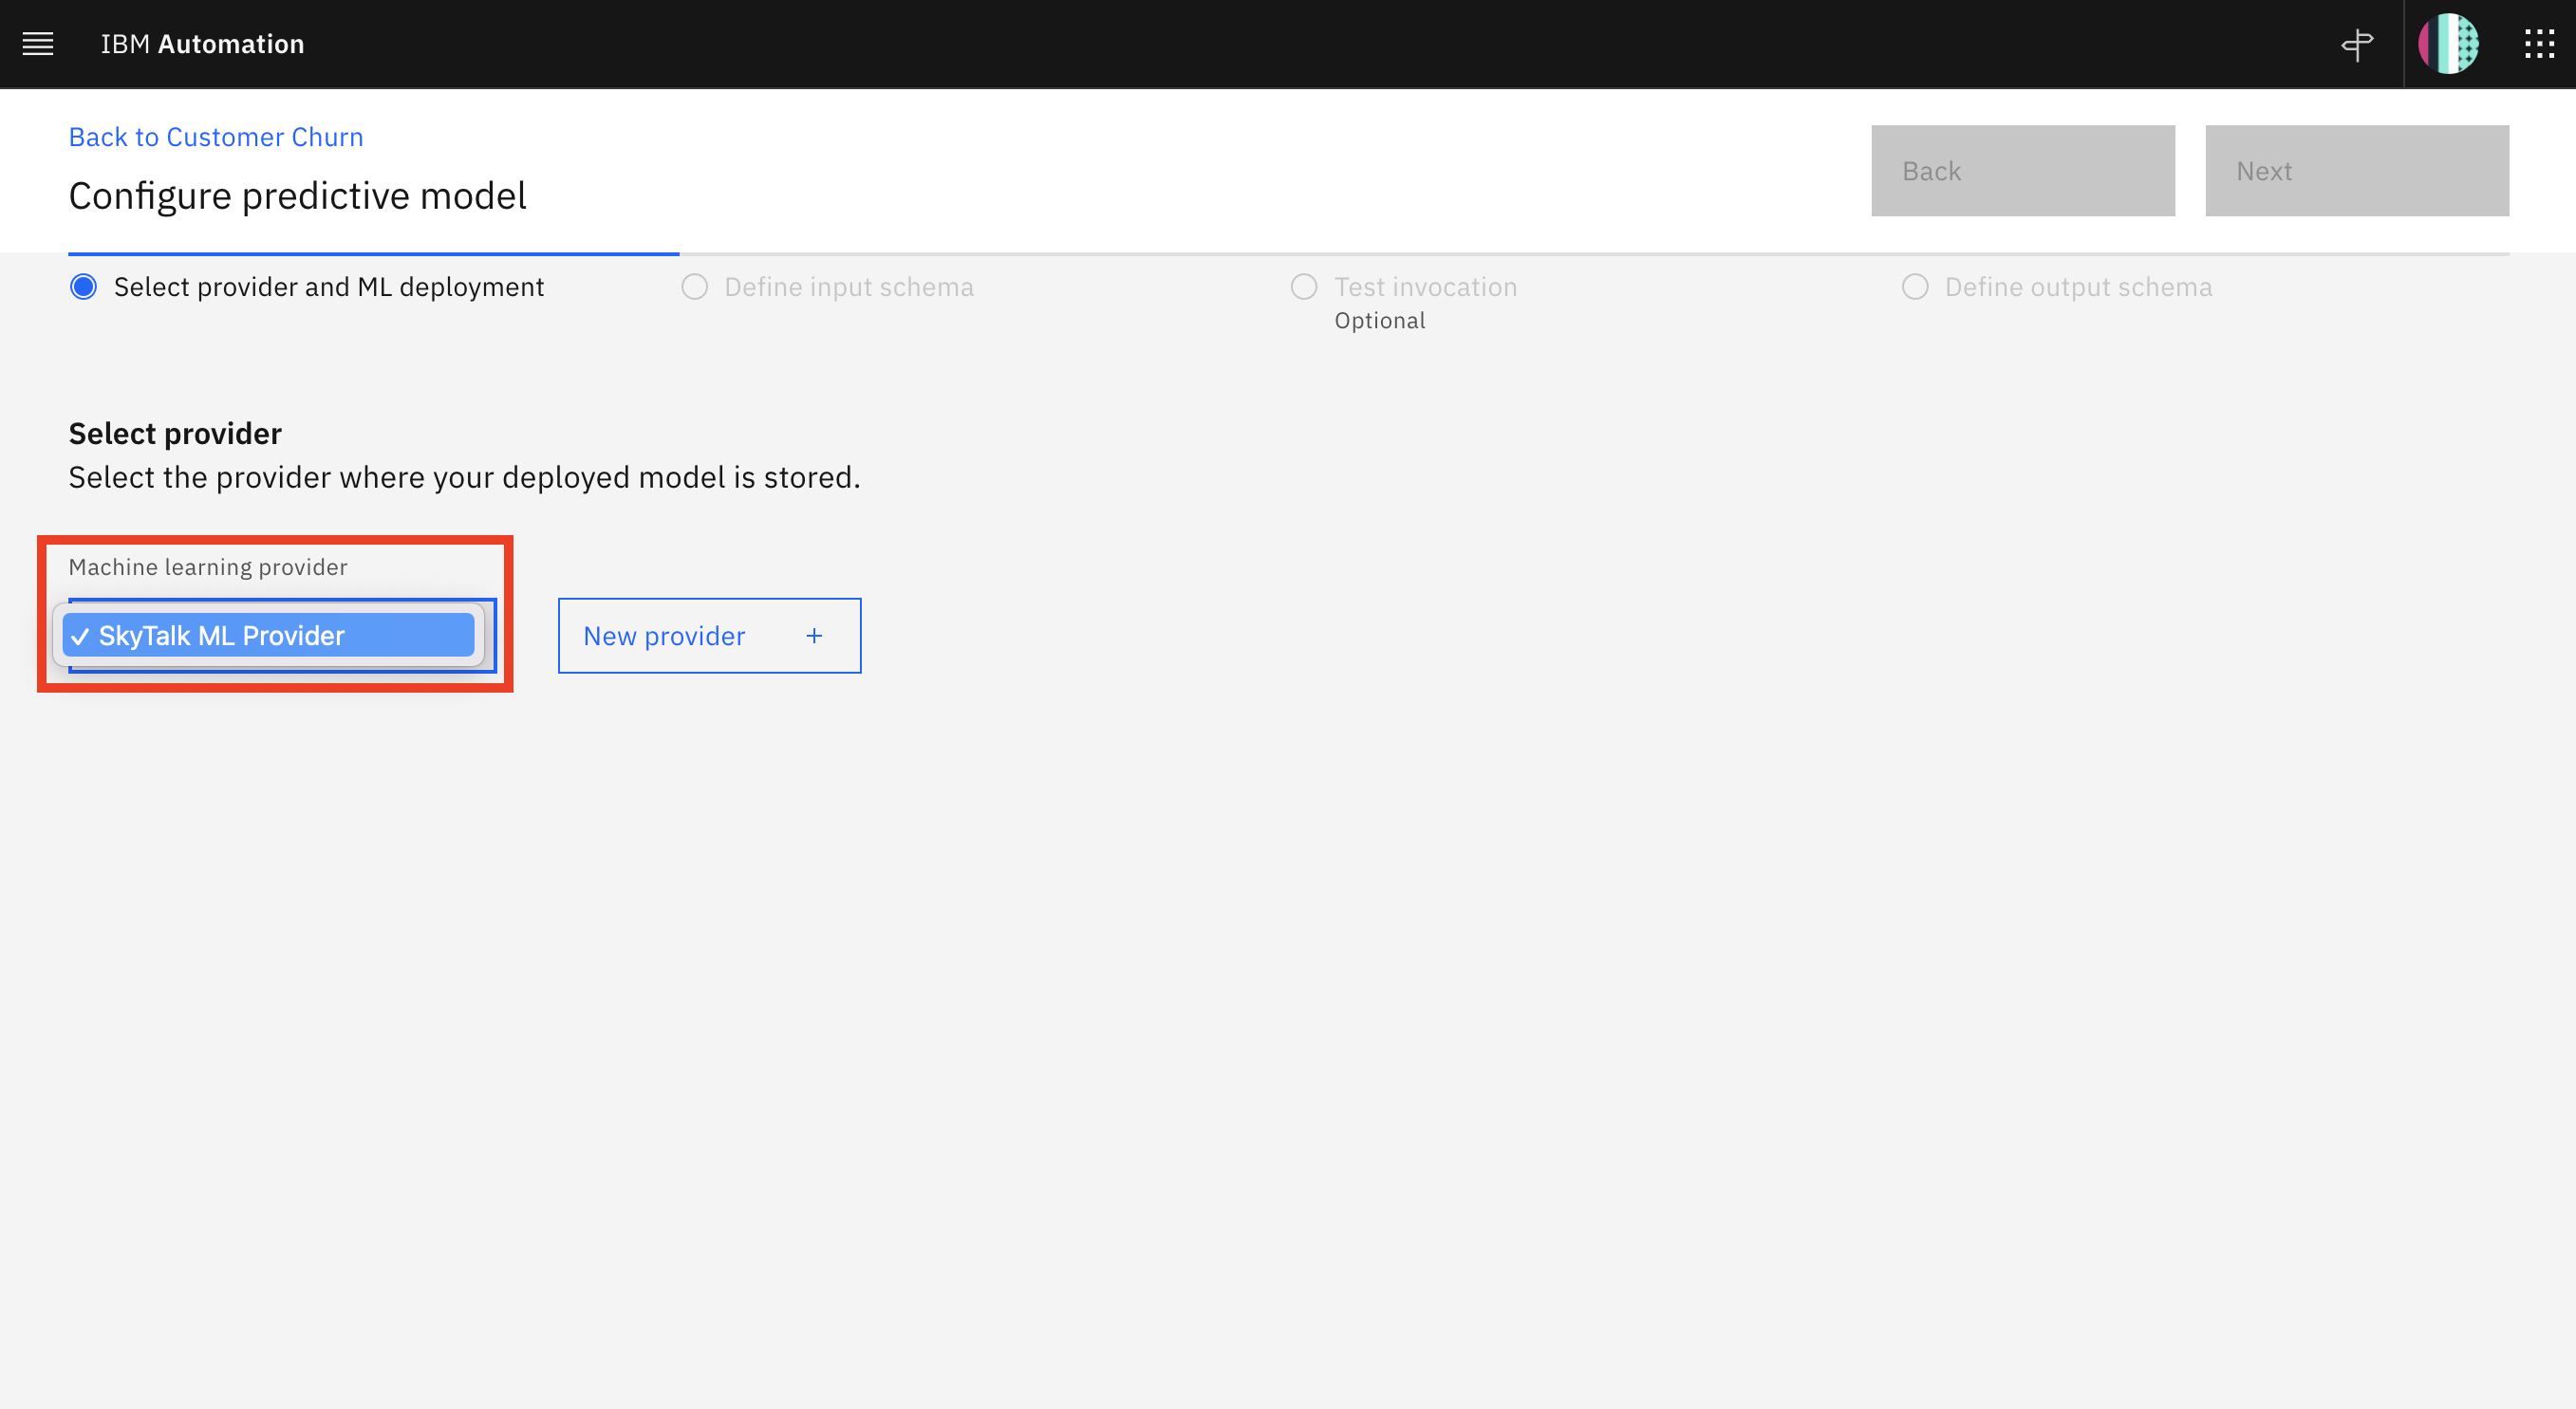 IBM Automation
Back to Customer Churn
Configure predictive model
Back
Next
Select provider and ML deployment
Define input schema
Test invocation
Optional
Define output schema
Select provider
Select the provider where your deployed model is stored.
Machine learning provider
✓ SkyTalk ML Provider
New provider +